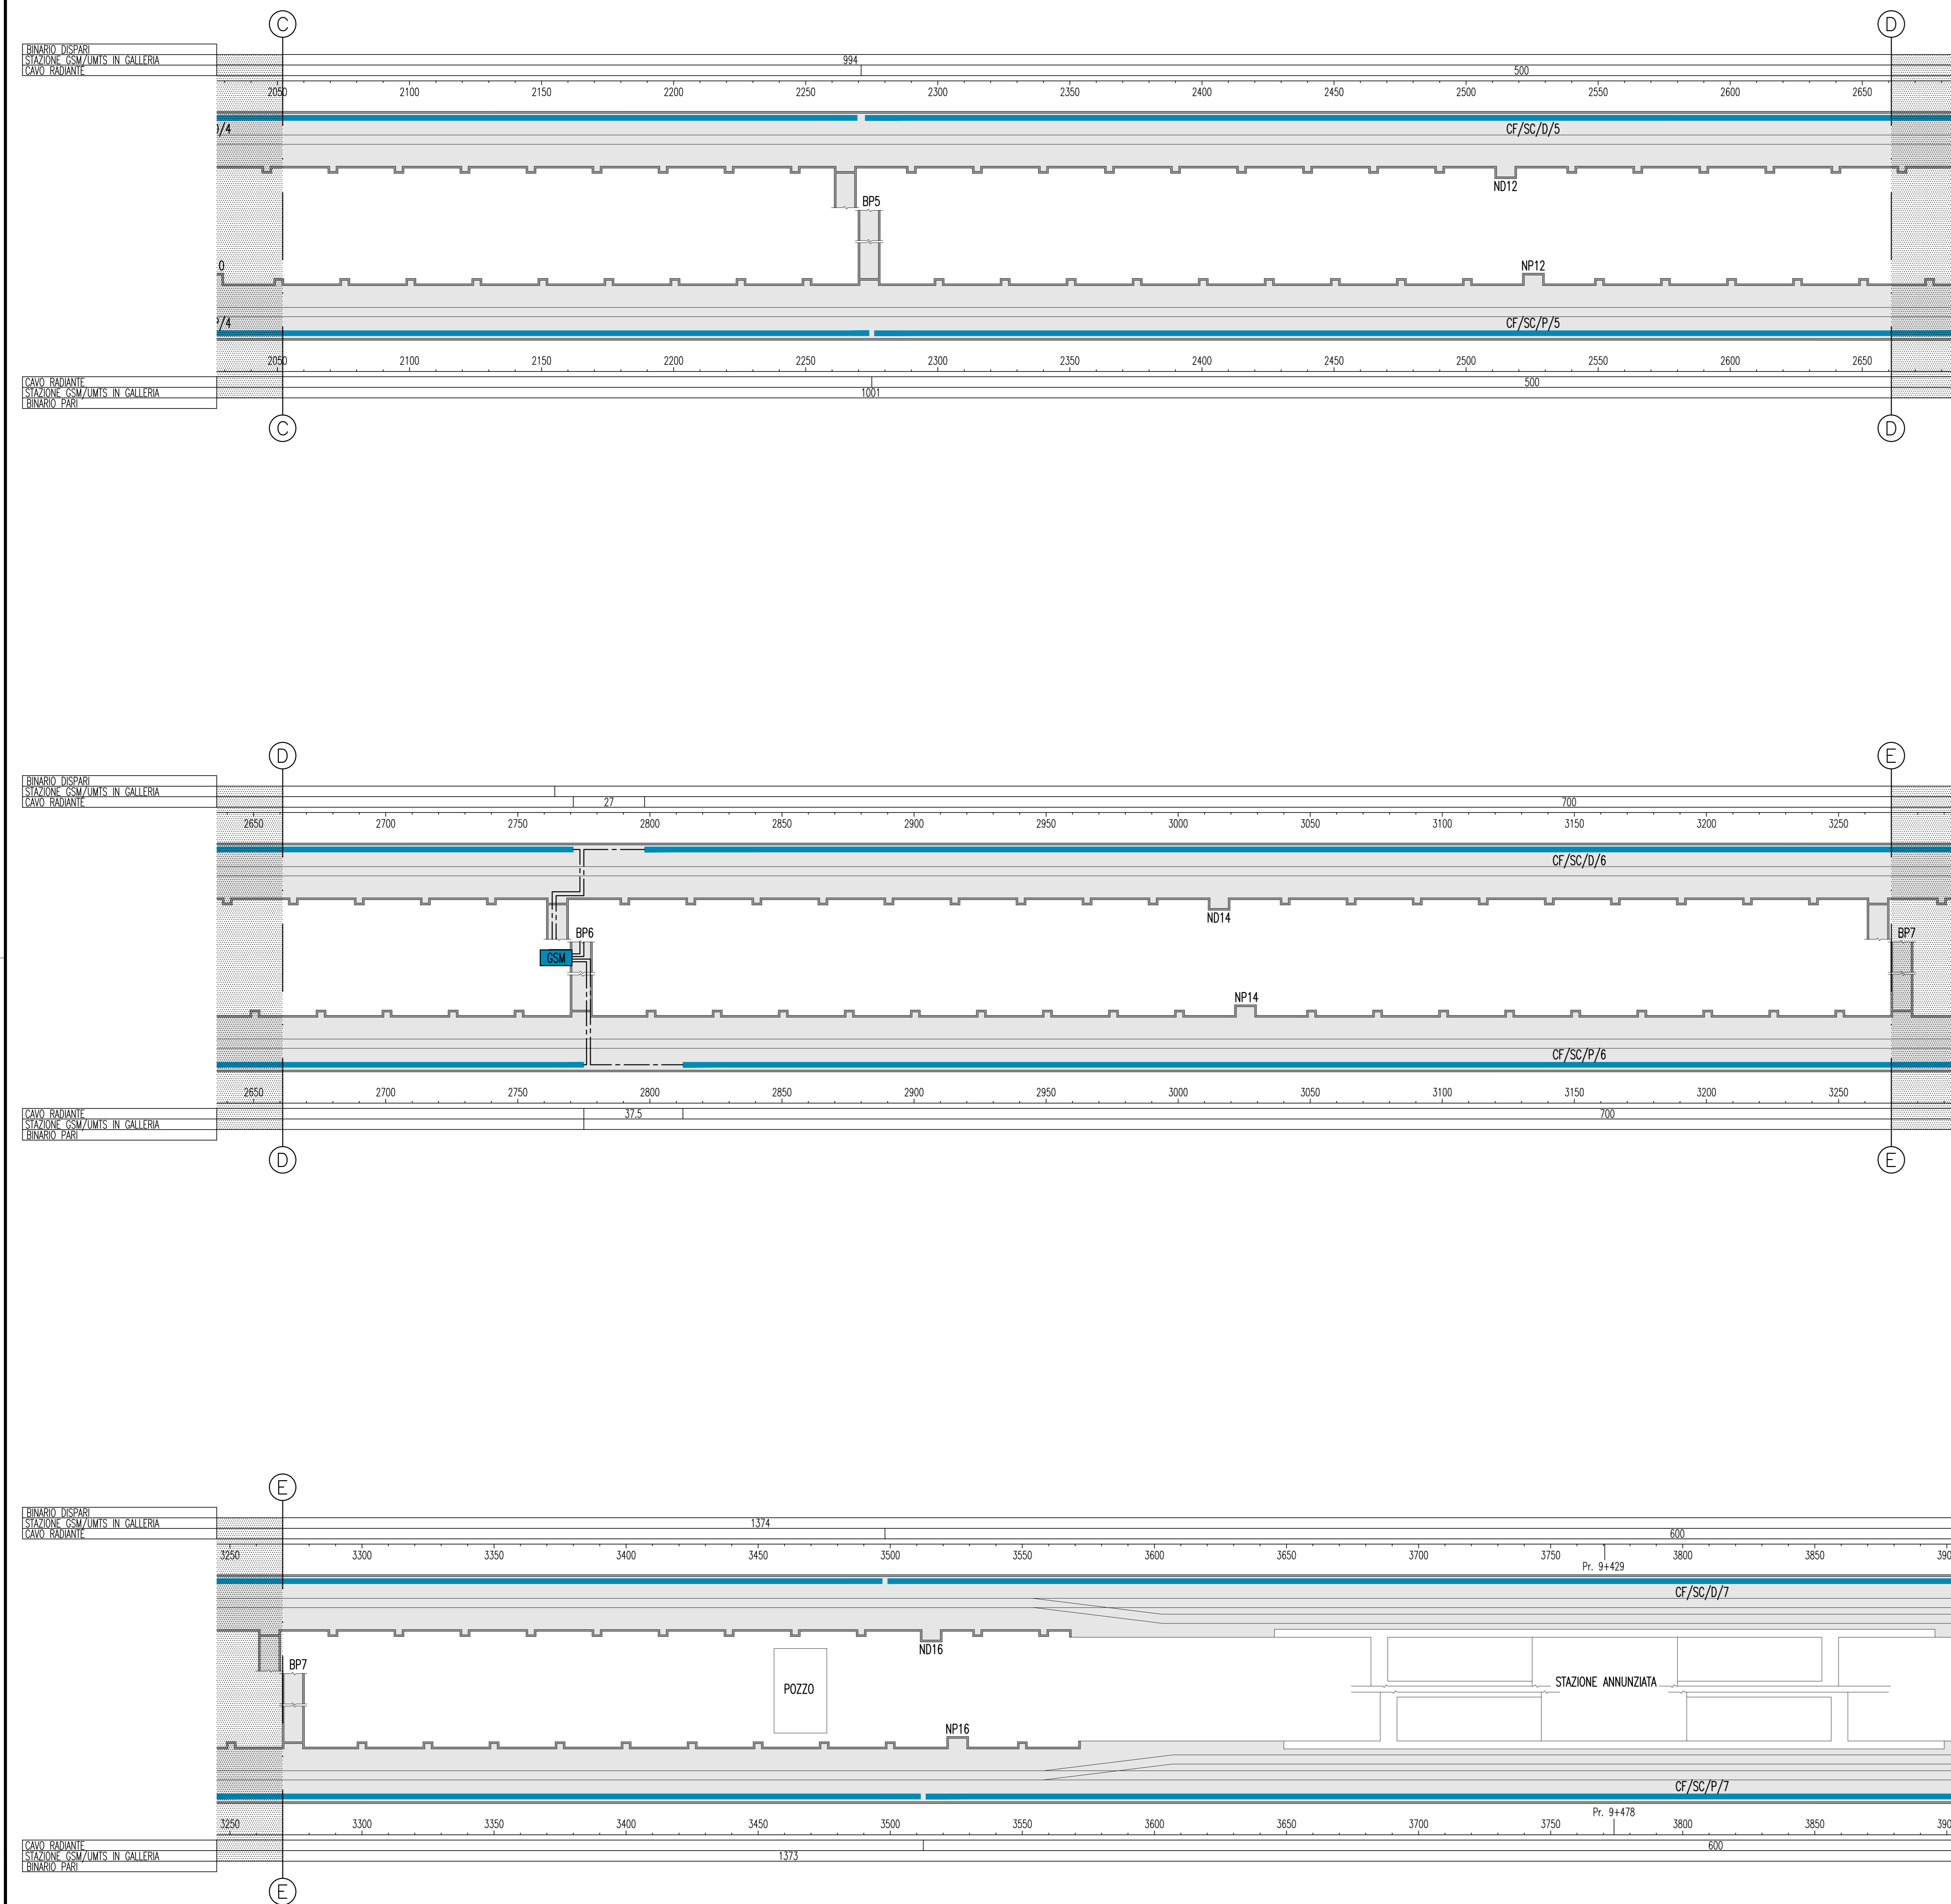 C D
BINARIO DISPARI
STAZIONE GSM/UMTS IN GALLERIA 994
CAVO RADIANTE 500
2050 2100 2150 2200 2250 2300 2350 2400 2450 2500 2550 2600 2650
/4 CF/SC/D/5
ND12
BP5
0 NP12
/4 CF/SC/P/5
2050 2100 2150 2200 2250 2300 2350 2400 2450 2500 2550 2600 2650
CAVO RADIANTE 500
STAZIONE GSM/UMTS IN GALLERIA 1001
BINARIO PARI
C D
D E
BINARIO DISPARI
STAZIONE GSM/UMTS IN GALLERIA
CAVO RADIANTE 27 700
2650 2700 2750 2800 2850 2900 2950 3000 3050 3100 3150 3200 3250
CF/SC/D/6
ND14
BP6 BP7
GSM
NP14
CF/SC/P/6
2650 2700 2750 2800 2850 2900 2950 3000 3050 3100 3150 3200 3250
CAVO RADIANTE 37.5 700
STAZIONE GSM/UMTS IN GALLERIA
BINARIO PARI
D E
E
BINARIO DISPARI
STAZIONE GSM/UMTS IN GALLERIA 1374
CAVO RADIANTE 600
3250 3300 3350 3400 3450 3500 3550 3600 3650 3700 3750 3800 3850 390
Pr. 9+429
CF/SC/D/7
ND16
BP7
POZZO STAZIONE ANNUNZIATA
NP16
CF/SC/P/7
Pr. 9+478
3250 3300 3350 3400 3450 3500 3550 3600 3650 3700 3750 3800 3850 390
CAVO RADIANTE 600
STAZIONE GSM/UMTS IN GALLERIA 1373
BINARIO PARI
E